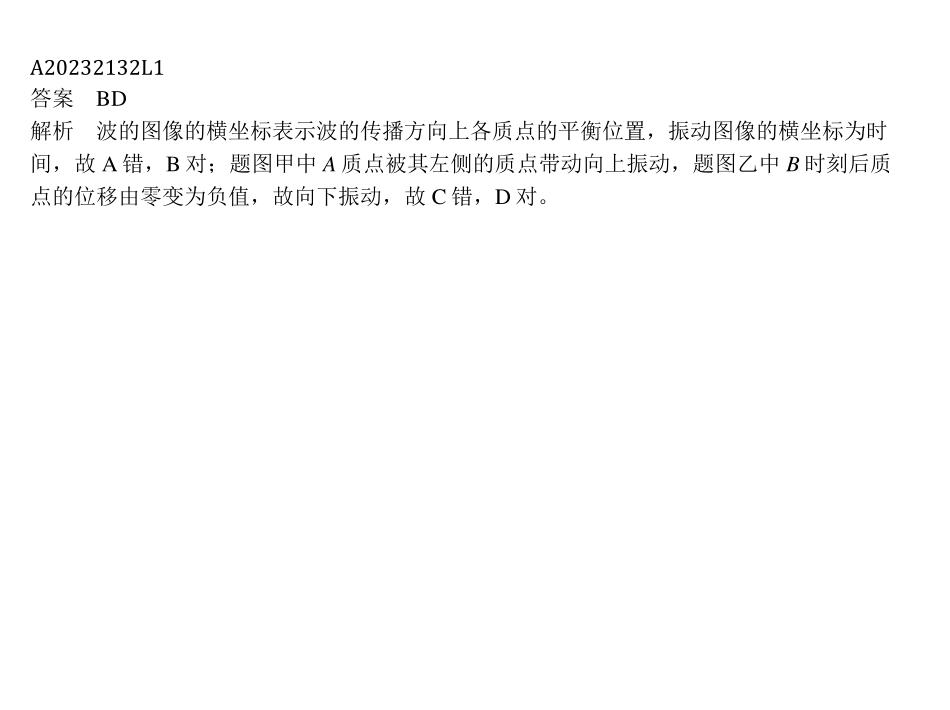 A20232132L1
答案　BD
解析　波的图像的横坐标表示波的传播方向上各质点的平衡位置，振动图像的横坐标为时
间，故 A 错，B 对；题图甲中 A 质点被其左侧的质点带动向上振动，题图乙中 B 时刻后质
点的位移由零变为负值，故向下振动，故 C 错，D 对。